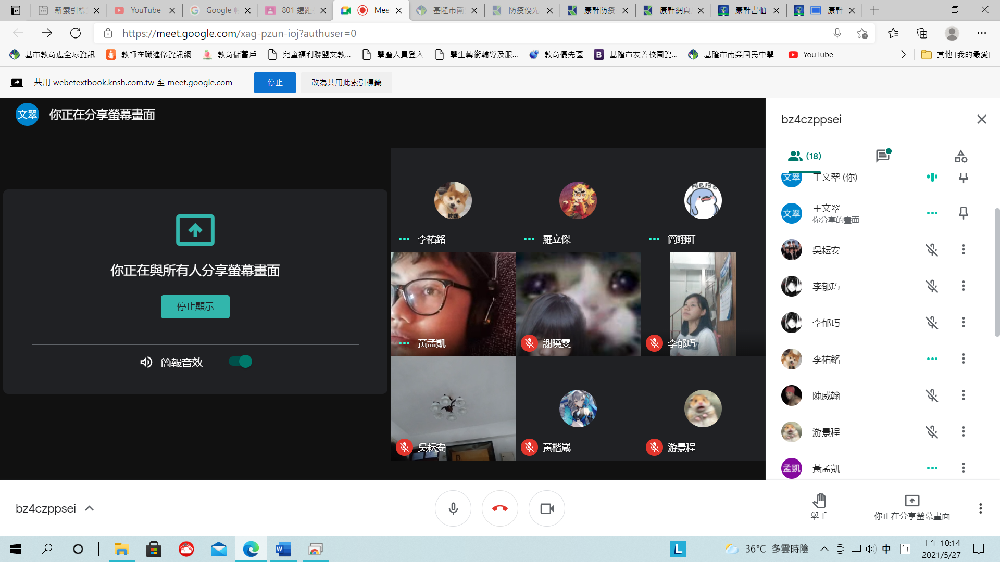 新索引標
YouTube
Google 帳
801 遠距
Mee
基隆市南
防疫優先
康軒防疫
康軒網頁
康軒書櫃
康軒
https://meet.google.com/xag-pzun-ioj?authuser=0
基市教育處全球資訊
教師在職進修資訊網
教育儲蓄戶
兒童福利聯盟文教...
學產人員登入
學生轉銜輔導及服...
教育優先區
基隆市友善校園資...
基隆市南榮國民中學-
YouTube
其他 [我的最愛]
共用 webetextbook.knsh.com.tw 至 meet.google.com
停止
改為共用此索引標籤
文翠
你正在分享螢幕畫面
你正在與所有人分享螢幕畫面
停止顯示
簡報音效
致謝
阿巴阿巴
李祐銘
羅立傑
簡翊軒
黃孟凱
謝曉雯
李郁巧
吳耘安
黃楷崴
游景程
bz4czppsei
(18)
文翠
王文翠 (你)
文翠
王文翠
你分享的畫面
吳耘安
李郁巧
李郁巧
李祐銘
陳威翰
游景程
孟凱
黃孟凱
bz4czppsei
舉手
你正在分享螢幕畫面
L
36°C 多雲時陰
中
ㄅ
上午 10:14
2021/5/27